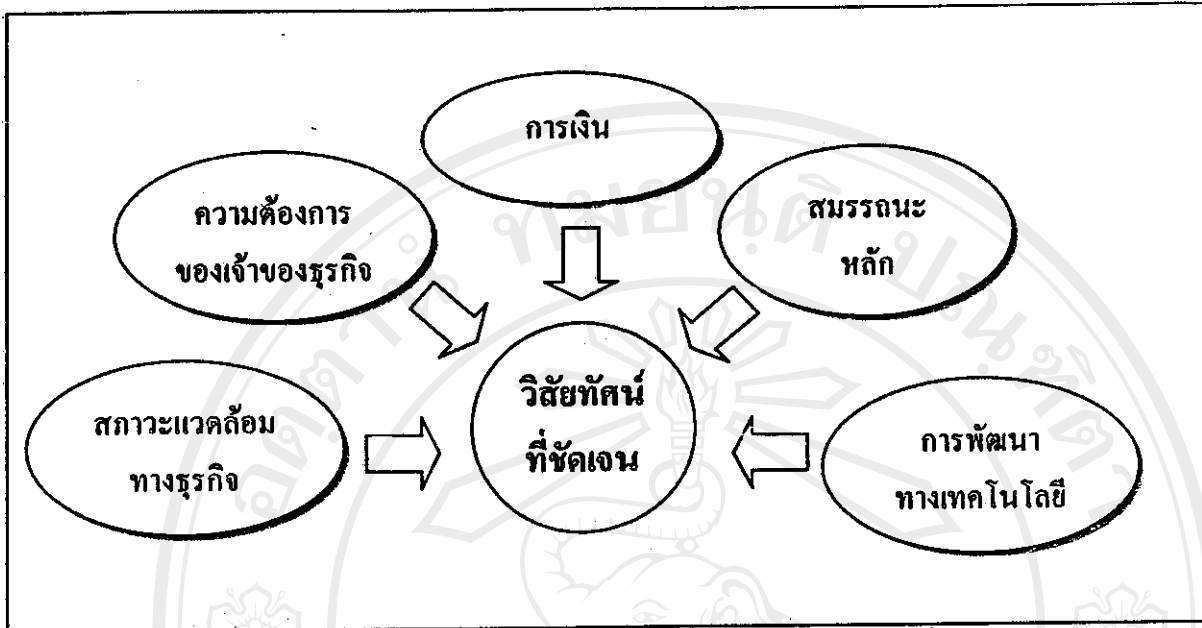 การเงิน
ความต้องการ
ของเจ้าของธุรกิจ
สมรรถนะ
หลัก
วิสัยทัศน์
ที่ชัดเจน
สภาวะแวดล้อม
ทางธุรกิจ
การพัฒนา
ทางเทคโนโลยี